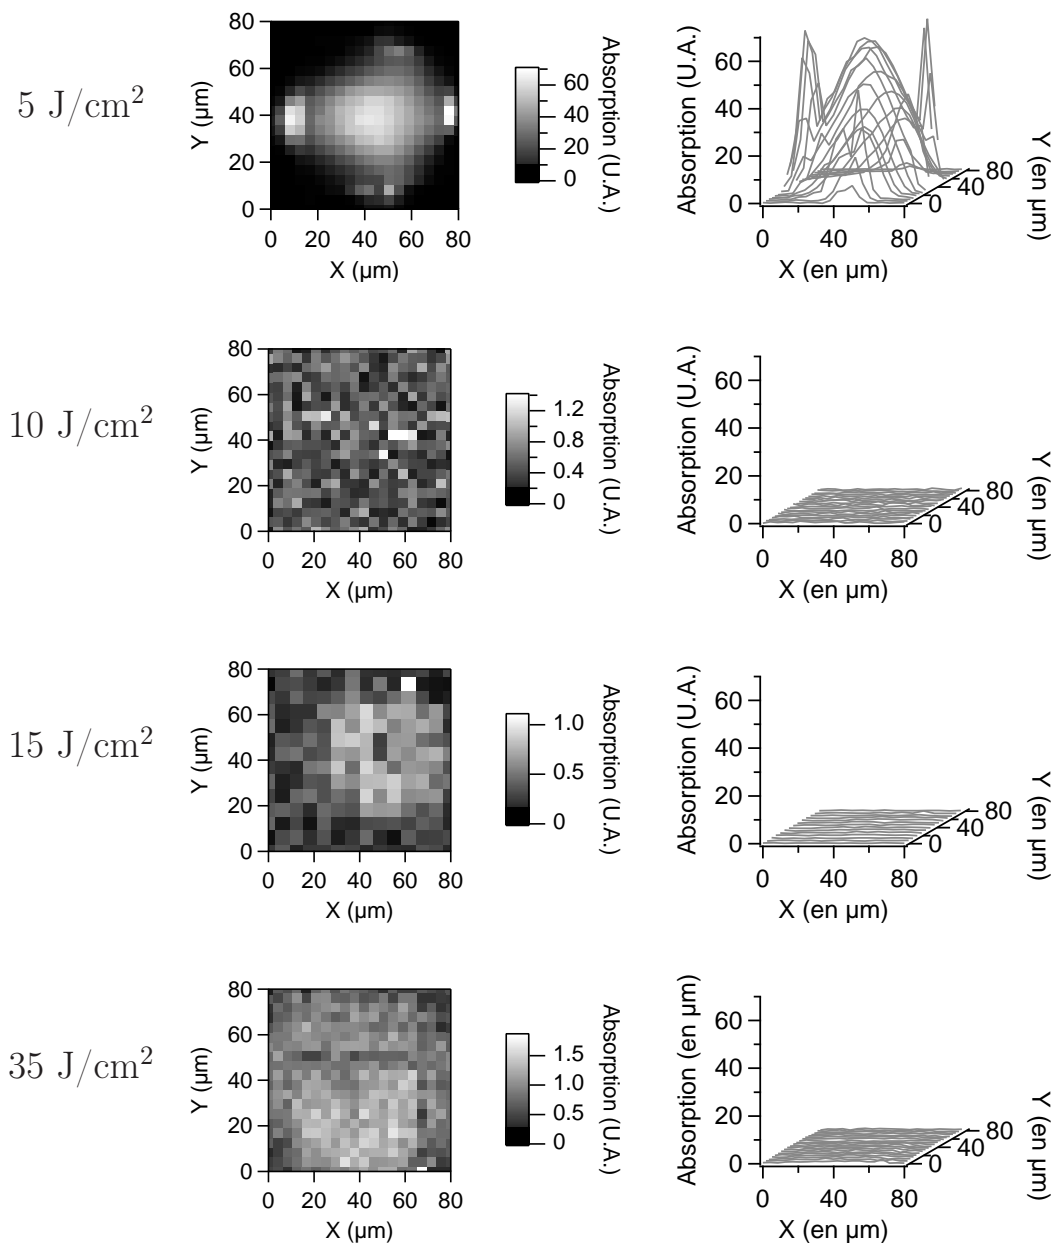 5 J/cm²
80
60
40
20
0
Y (µm)
0 20 40 60 80
X (µm)
60
40
20
0
Absorption (U.A.)
60
40
20
0
Absorption (U.A.)
0 40 80
X (en µm)
80
40
0
Y (en µm)
10 J/cm²
80
60
40
20
0
Y (µm)
0 20 40 60 80
X (µm)
1.2
0.8
0.4
0
Absorption (U.A.)
60
40
20
0
Absorption (U.A.)
0 40 80
X (en µm)
80
40
0
Y (en µm)
15 J/cm²
80
60
40
20
0
Y (µm)
0 20 40 60 80
X (µm)
1.0
0.5
0
Absorption (U.A.)
60
40
20
0
Absorption (U.A.)
0 40 80
X (en µm)
80
40
0
Y (en µm)
35 J/cm²
80
60
40
20
0
Y (µm)
0 20 40 60 80
X (µm)
1.5
1.0
0.5
0
Absorption (U.A.)
60
40
20
0
Absorption (en µm)
0 40 80
X (en µm)
80
40
0
Y (en µm)